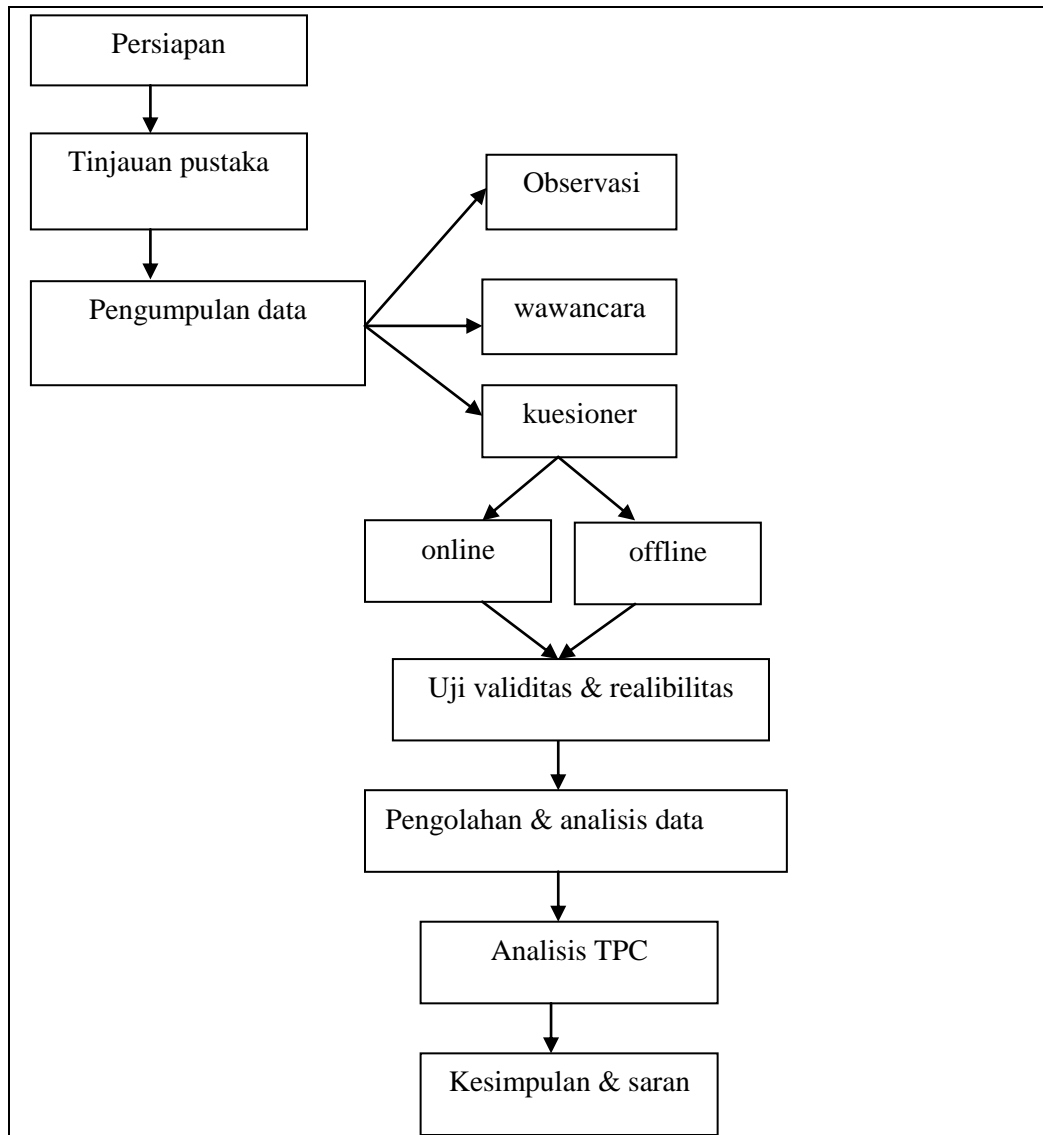 Persiapan
Tinjauan pustaka
Observasi
Pengumpulan data
wawancara
kuesioner
online
offline
Uji validitas & realibilitas
Pengolahan & analisis data
Analisis TPC
Kesimpulan & saran